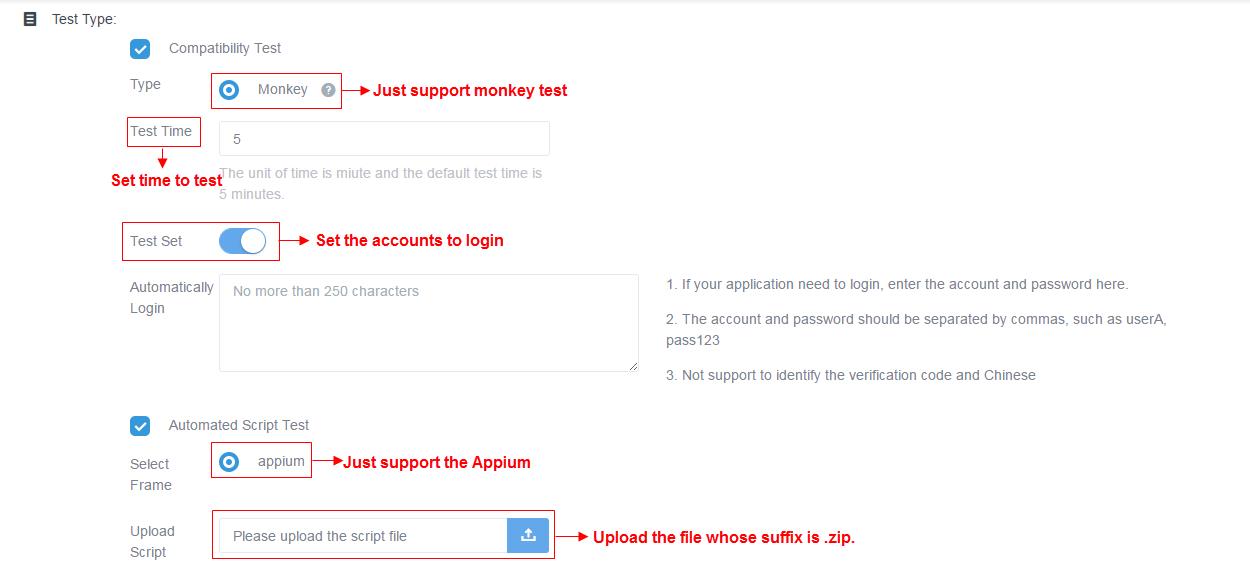 Test Type:
Compatibility Test
Type
Monkey ?
Just support monkey test
Test Time
5
Set time to test
The unit of time is miute and the default test time is
5 minutes.
Test Set
Set the accounts to login
Automatically
Login
No more than 250 characters
1. If your application need to login, enter the account and password here.
2. The account and password should be separated by commas, such as userA,
pass123
3. Not support to identify the verification code and Chinese
Automated Script Test
Select
Frame
appium
Just support the Appium
Upload
Script
Please upload the script file
Upload the file whose suffix is .zip.